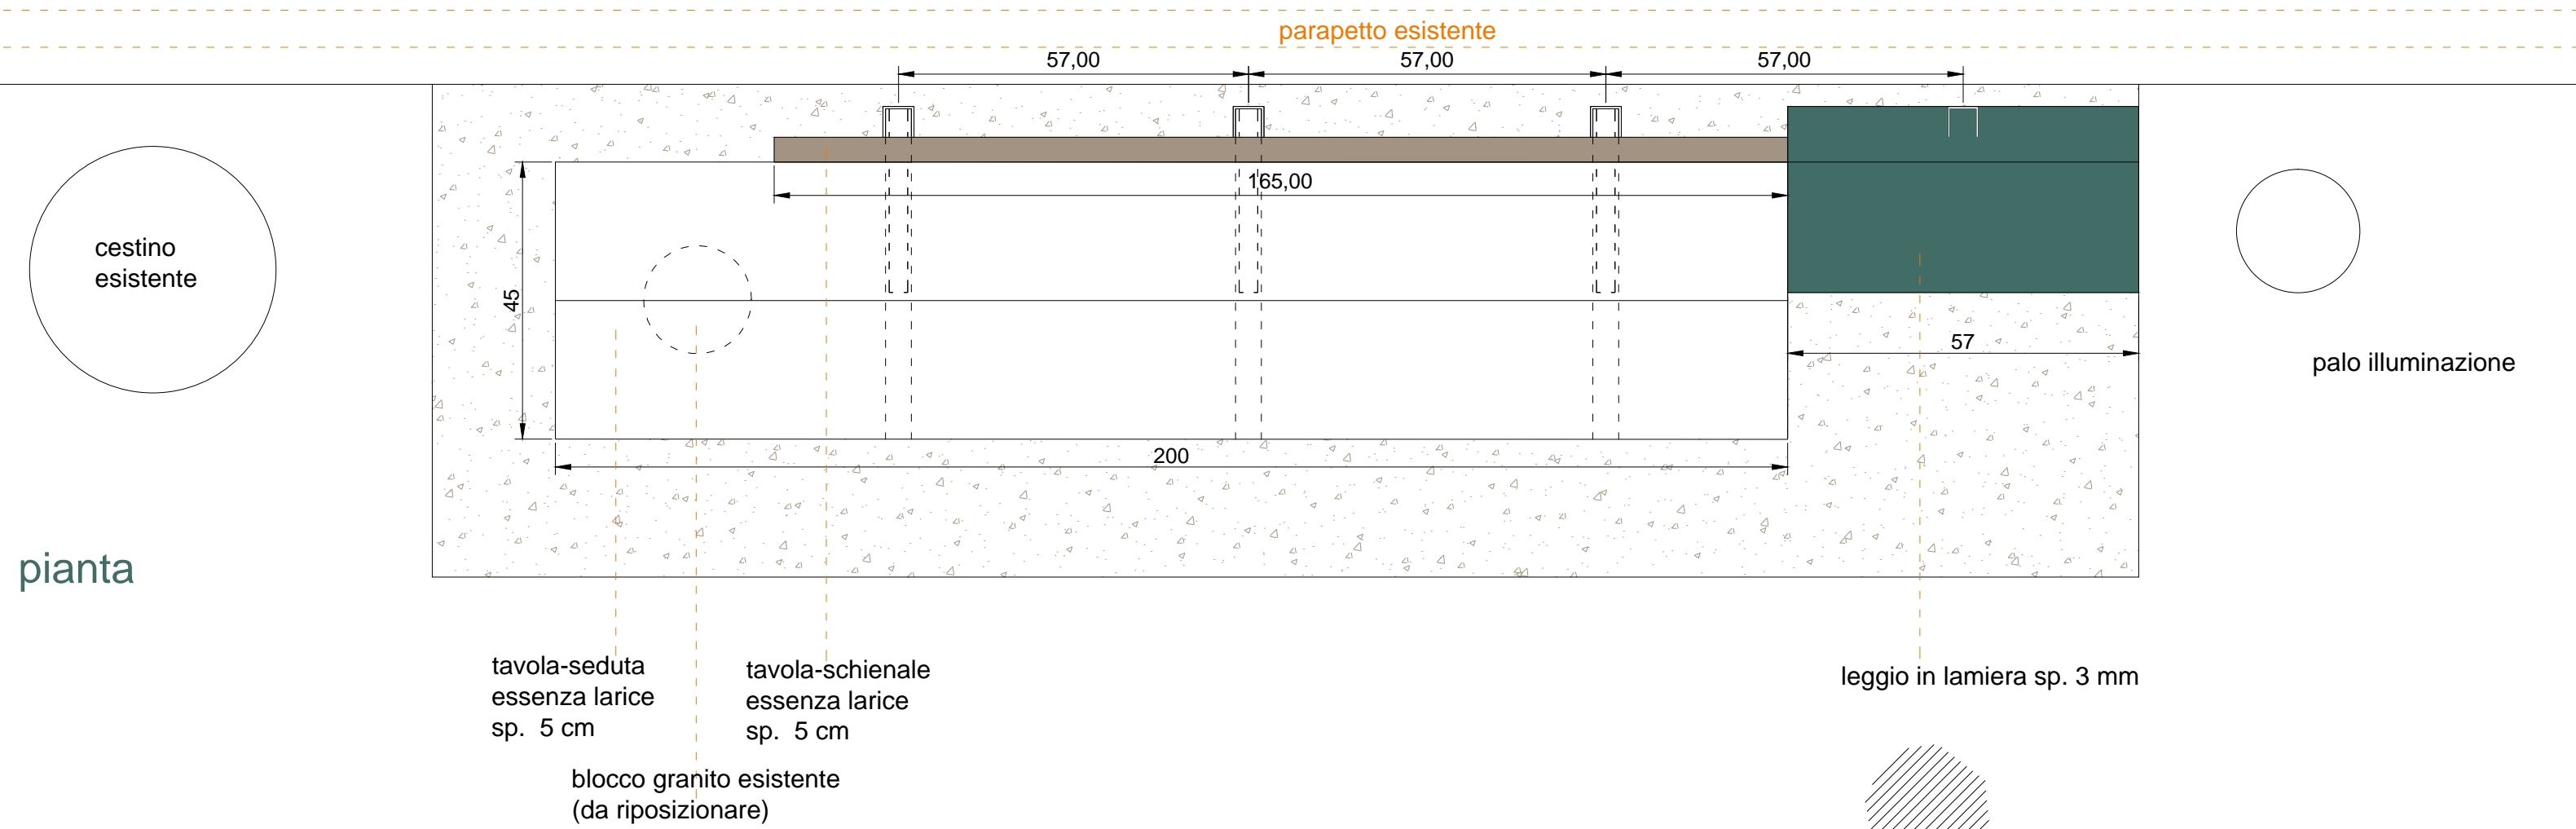 parapetto esistente
57,00
57,00
57,00
165,00
cestino
esistente
45
57
palo illuminazione
200
pianta
tavola-seduta
essenza larice
sp. 5 cm
tavola-schienale
essenza larice
sp. 5 cm
leggio in lamiera sp. 3 mm
blocco granito esistente
(da riposizionare)